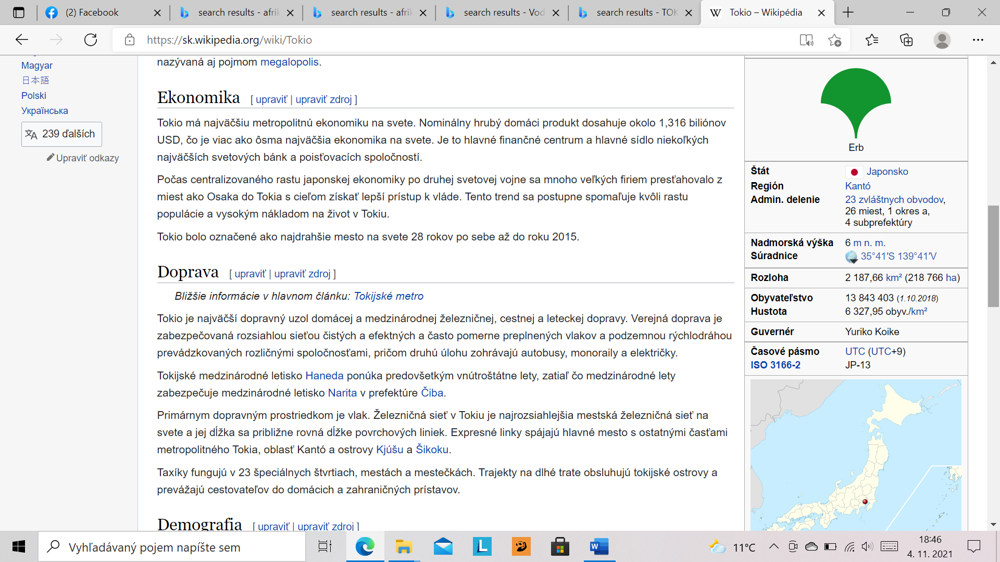 (2) Facebook
search results - afrik
search results - afrik
search results - Vod
search results - TOK
Tokio – Wikipédia
https://sk.wikipedia.org/wiki/Tokio
Magyar
日本語
Polski
Українська
239 ďalších
Upraviť odkazy
nazývaná aj pojmom megalopolis.
Ekonomika [ upraviť | upraviť zdroj ]
Tokio má najväčšiu metropolitnú ekonomiku na svete. Nominálny hrubý domáci produkt dosahuje okolo 1,316 biliónov
USD, čo je viac ako ôsma najväčšia ekonomika na svete. Je to hlavné finančné centrum a hlavné sídlo niekoľkých
najväčších svetových bánk a poisťovacích spoločností.
Počas centralizovaného rastu japonskej ekonomiky po druhej svetovej vojne sa mnoho veľkých firiem presťahovalo z
miest ako Osaka do Tokia s cieľom získať lepší prístup k vláde. Tento trend sa postupne spomaľuje kvôli rastu
populácie a vysokým nákladom na život v Tokiu.
Tokio bolo označené ako najdrahšie mesto na svete 28 rokov po sebe až do roku 2015.
Doprava [ upraviť | upraviť zdroj ]
Bližšie informácie v hlavnom článku: Tokijské metro
Tokio je najväčší dopravný uzol domácej a medzinárodnej železničnej, cestnej a leteckej dopravy. Verejná doprava je
zabezpečovaná rozsiahlou sieťou čistých a efektných a často pomerne preplnených vlakov a podzemnou rýchlodráhou
prevádzkovaných rozličnými spoločnosťami, pričom druhú úlohu zohrávajú autobusy, monoraily a električky.
Tokijské medzinárodné letisko Haneda ponúka predovšetkým vnútroštátne lety, zatiaľ čo medzinárodné lety
zabezpečuje medzinárodné letisko Narita v prefektúre Čiba.
Primárnym dopravným prostriedkom je vlak. Železničná sieť v Tokiu je najrozsiahlejšia mestská železničná sieť na
svete a jej dĺžka sa približne rovná dĺžke povrchových liniek. Expresné linky spájajú hlavné mesto s ostatnými časťami
metropolitného Tokia, oblasť Kantó a ostrovy Kjúšu a Šikoku.
Taxíky fungujú v 23 špeciálnych štvrtiach, mestách a mestečkách. Trajekty na dlhé trate obsluhujú tokijské ostrovy a
prevážajú cestovateľov do domácich a zahraničných prístavov.
Demografia [ upraviť | upraviť zdroj ]
Erb
Štát Japonsko
Región Kantó
Admin. delenie 23 zvláštnych obvodov,
26 miest, 1 okres a,
4 subprefektúry
Nadmorská výška 6 m n. m.
Súradnice 35°41′S 139°41′V
Rozloha 2 187,66 km² (218 766 ha)
Obyvateľstvo 13 843 403 (1.10.2018)
Hustota 6 327,95 obyv./km²
Guvernér Yuriko Koike
Časové pásmo UTC (UTC+9)
ISO 3166-2 JP-13
Vyhľadávaný pojem napíšte sem
11°C
18:46
4. 11. 2021